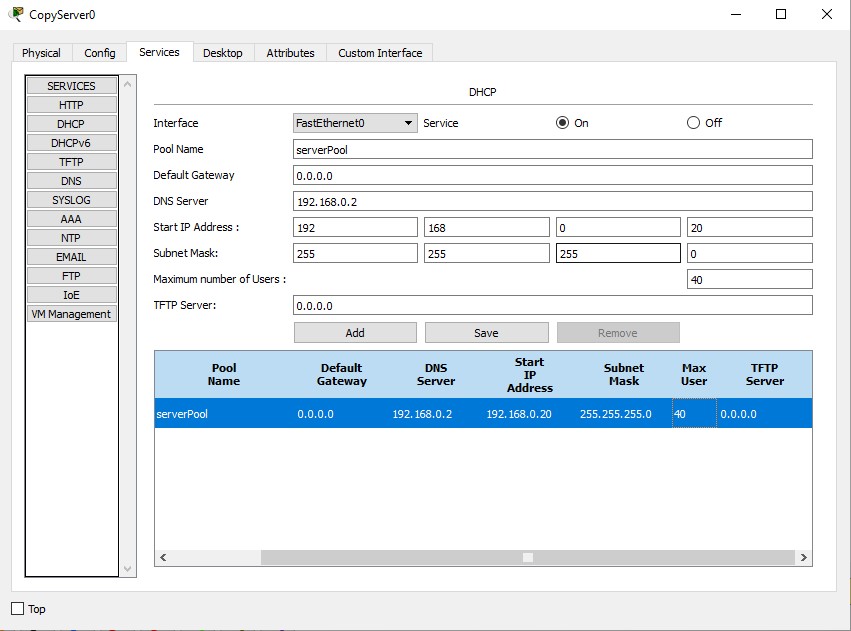 CopyServer0
Physical Config Services Desktop Attributes Custom Interface
SERVICES
HTTP
DHCP
DHCPv6
TFTP
DNS
SYSLOG
AAA
NTP
EMAIL
FTP
IoE
VM Management
DHCP
Interface FastEthernet0 Service On Off
Pool Name serverPool
Default Gateway 0.0.0.0
DNS Server 192.168.0.2
Start IP Address : 192 168 0 20
Subnet Mask: 255 255 255 0
Maximum number of Users : 40
TFTP Server: 0.0.0.0
Add Save Remove
Pool Name Default Gateway DNS Server Start IP Address Subnet Mask Max User TFTP Server
serverPool 0.0.0.0 192.168.0.2 192.168.0.20 255.255.255.0 40 0.0.0.0
Top